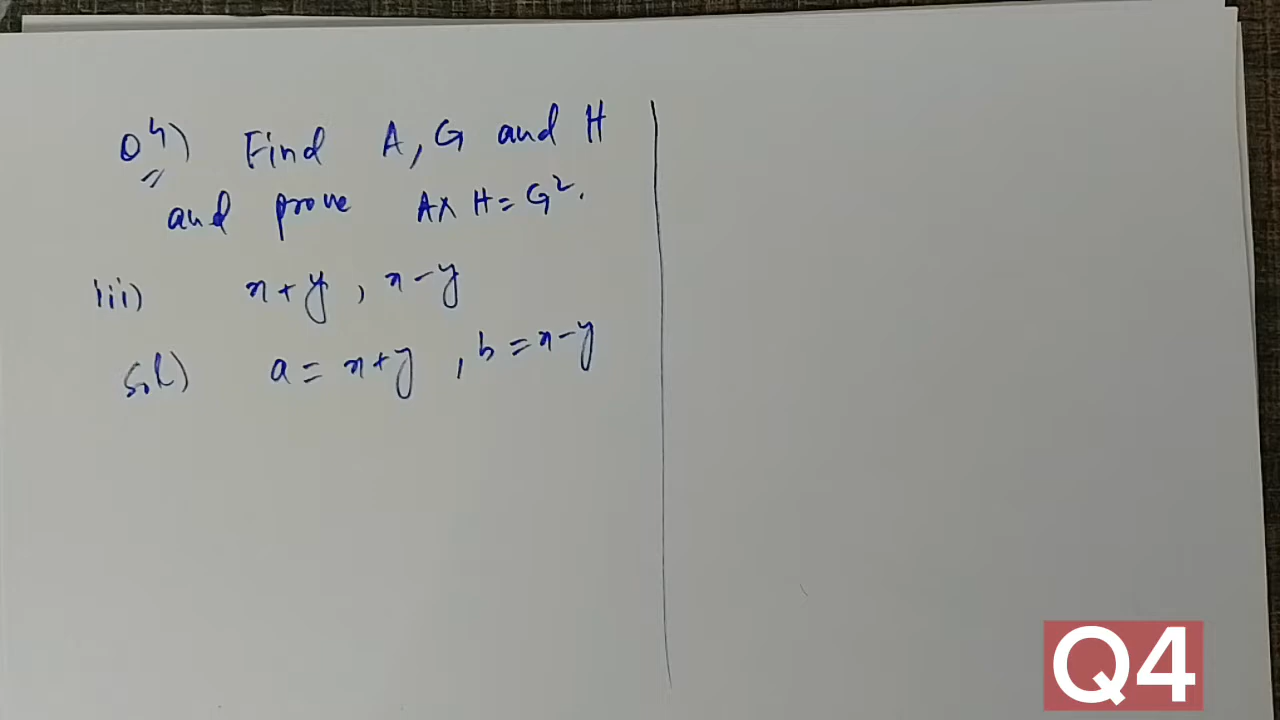 Q4) Find A, G and H
and prove A× H = G².
iii) x + y , x - y
Sol) a = x + y , b = x - y
Q4